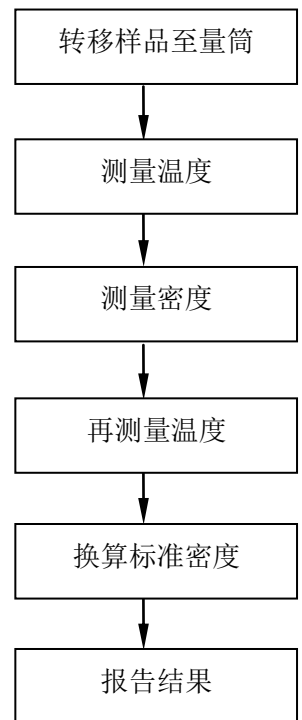 转移样品至量筒
测量温度
测量密度
再测量温度
换算标准密度
报告结果